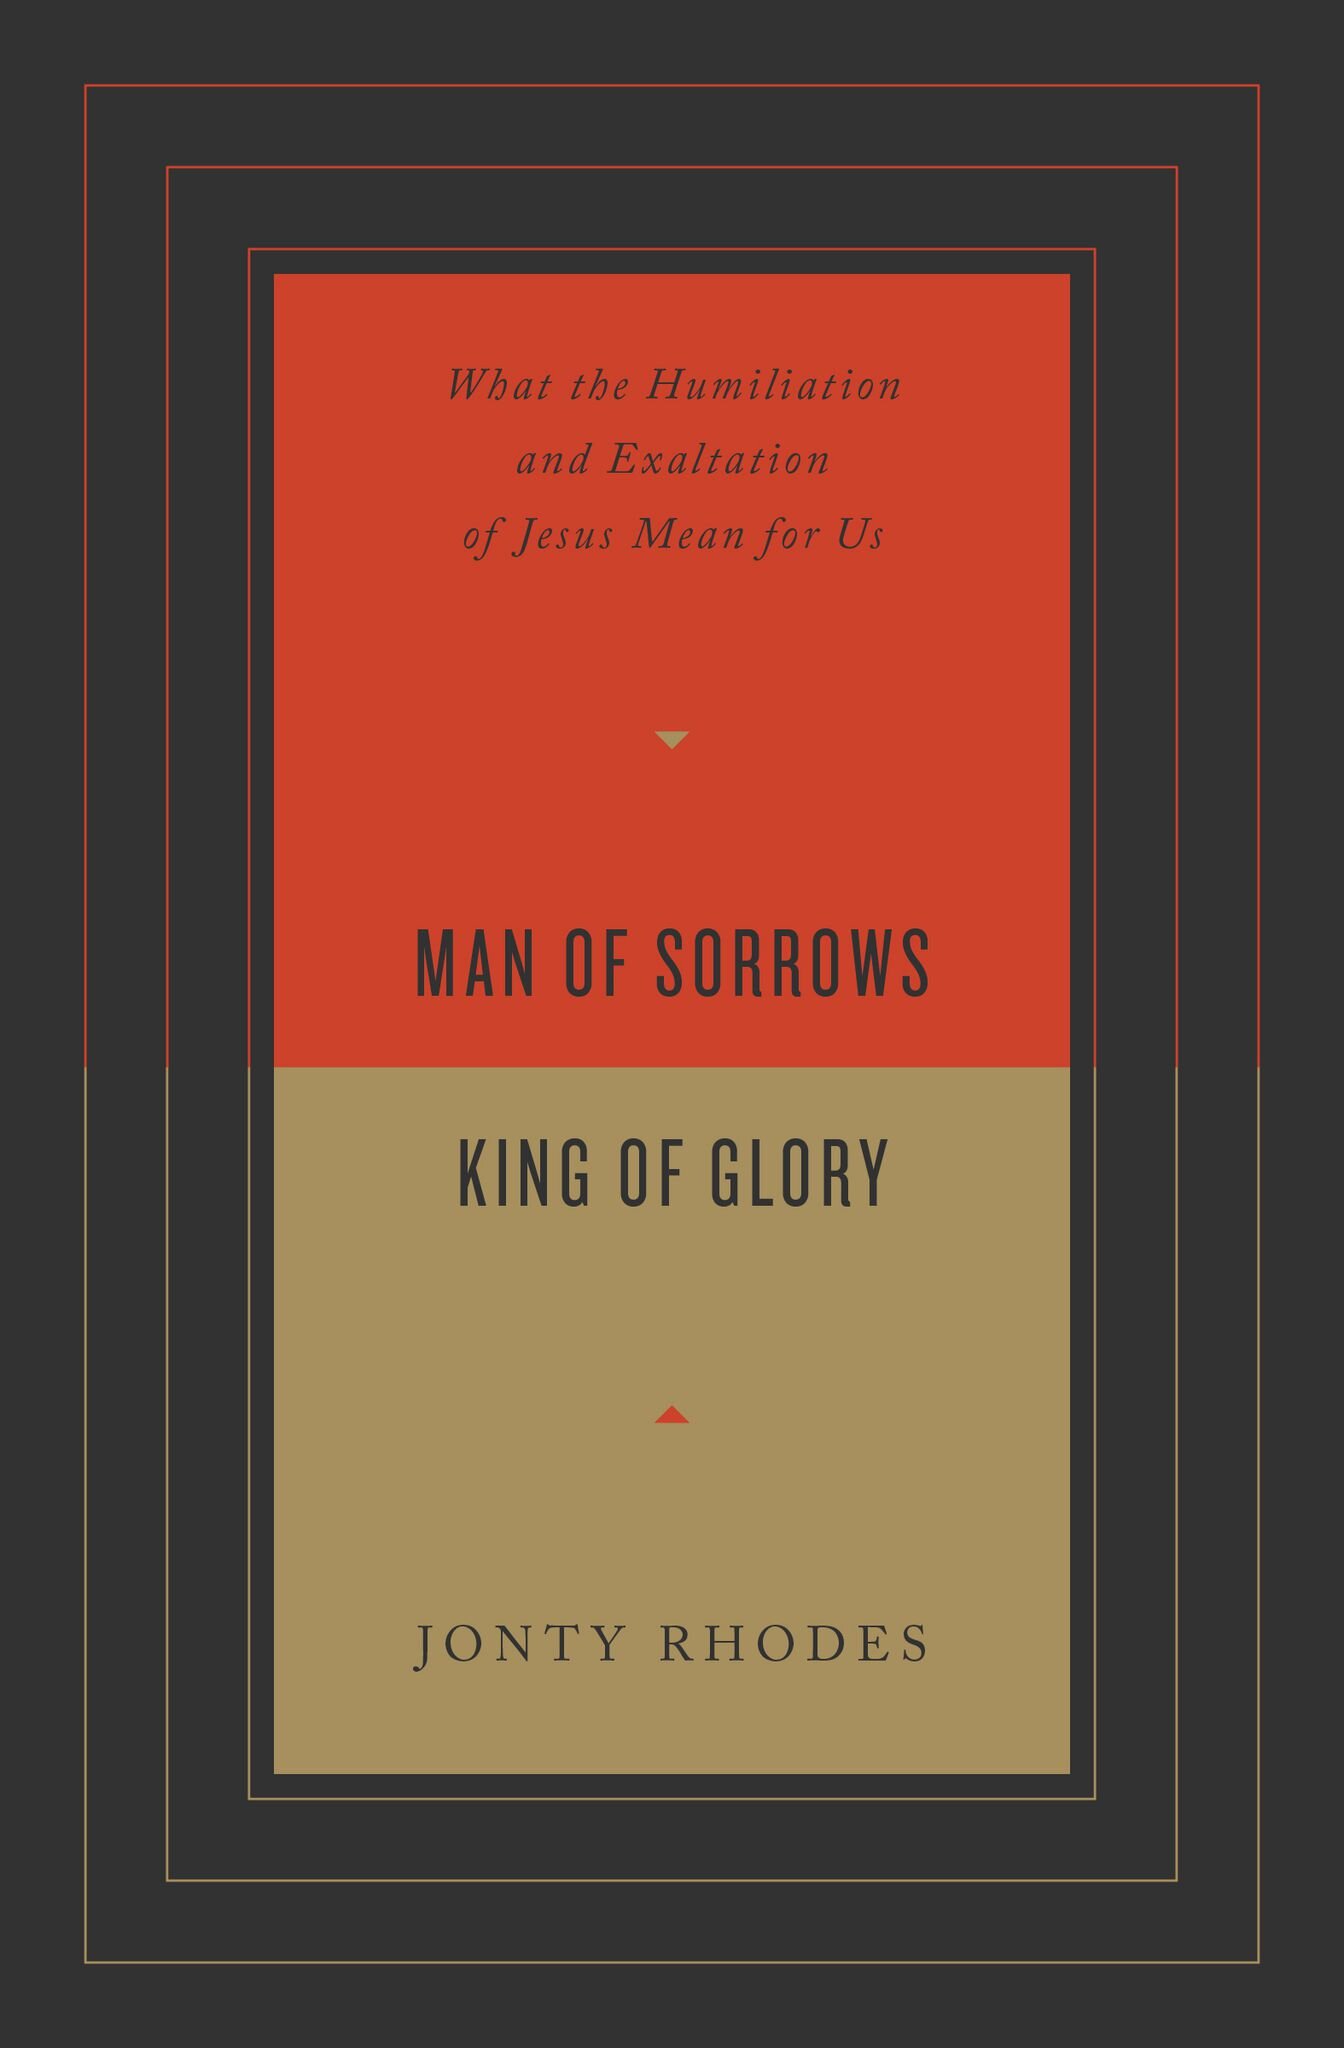 What the Humiliation
and Exaltation
of Jesus Mean for Us
MAN OF SORROWS
KING OF GLORY
JONTY RHODES